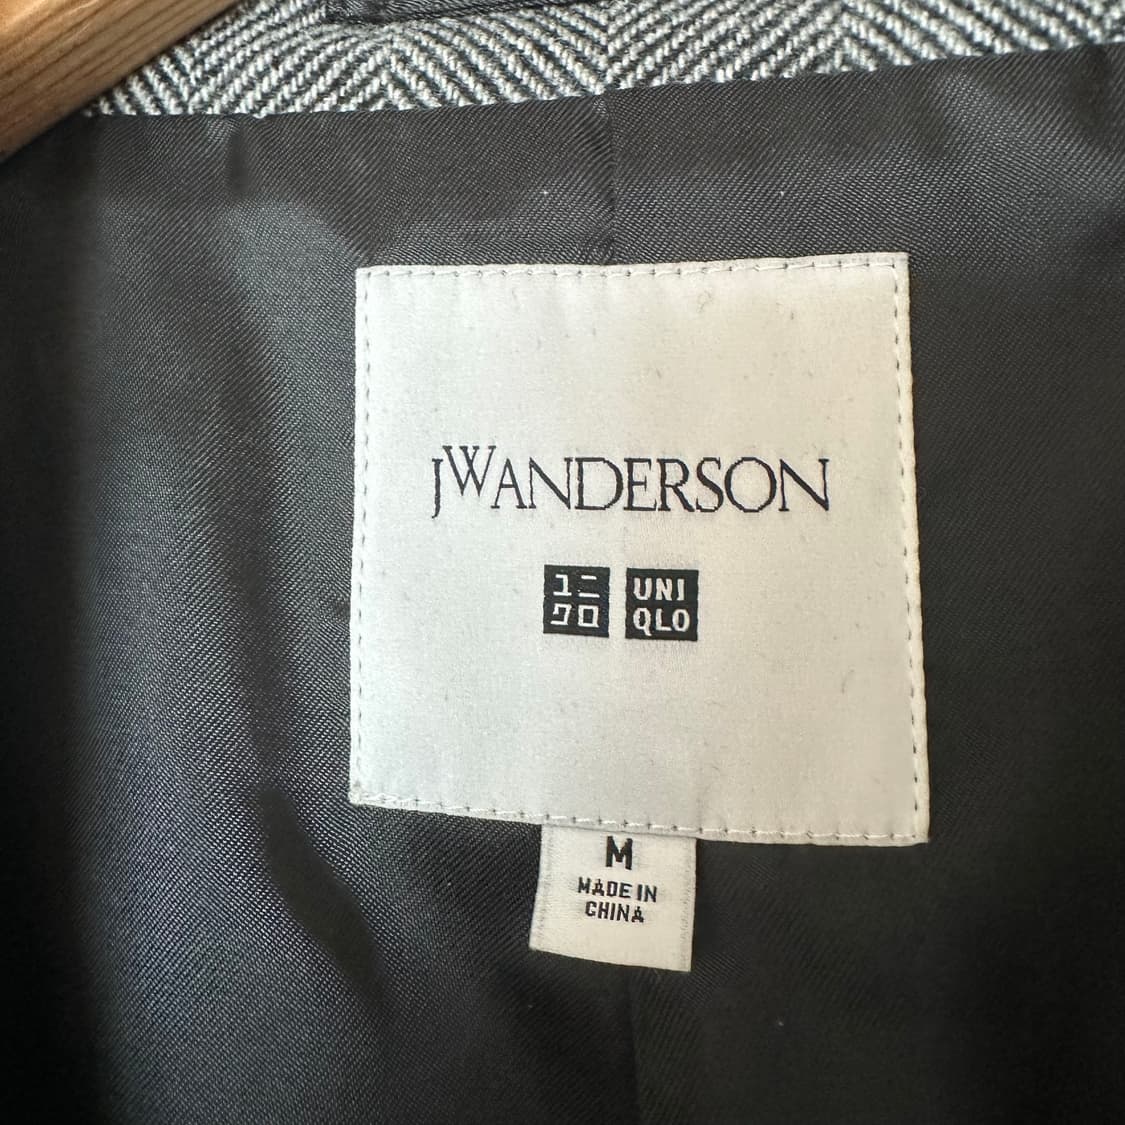 JWANDERSON
ユニ UNI
クロ QLO
M
MADE IN
CHINA